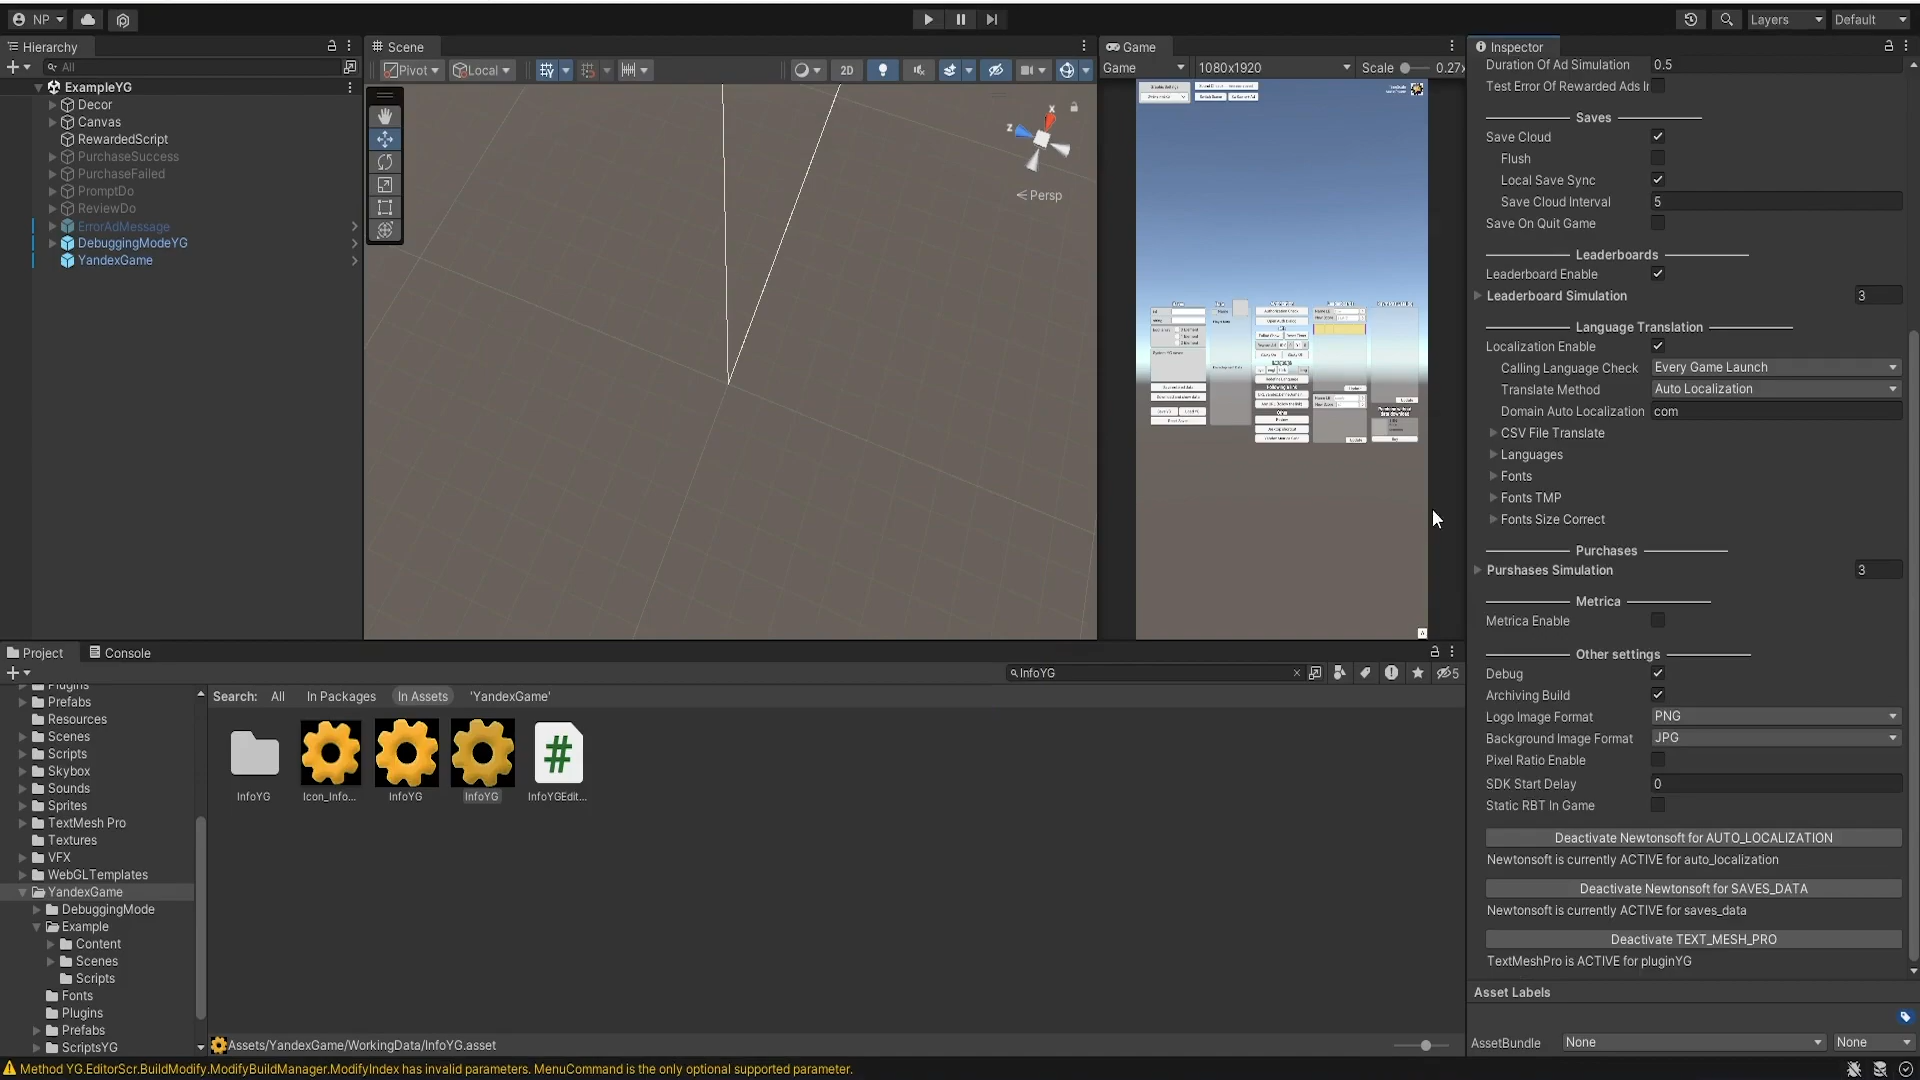 NP
Layers
Default
Hierarchy
All
ExampleYG
Decor
Canvas
RewardedScript
PurchaseSuccess
PurchaseFailed
PromptDo
ReviewDo
ErrorAdMessage
DebuggingModeYG
YandexGame
Scene
Pivot
Local
2D
x
z
Persp
Game
Game
1080x1920
Scale
0.27x
Inspector
Duration Of Ad Simulation
0.5
Test Error Of Rewarded Ads Ir
Saves
Save Cloud
Flush
Local Save Sync
Save Cloud Interval
5
Save On Quit Game
Leaderboards
Leaderboard Enable
Leaderboard Simulation
3
Language Translation
Localization Enable
Calling Language Check
Every Game Launch
Translate Method
Auto Localization
Domain Auto Localization
com
CSV File Translate
Languages
Fonts
Fonts TMP
Fonts Size Correct
Purchases
Purshases Simulation
3
Metrica
Metrica Enable
Other settings
Debug
Archiving Build
Logo Image Format
PNG
Background Image Format
JPG
Pixel Ratio Enable
SDK Start Delay
0
Static RBT In Game
Deactivate Newtonsoft for AUTO_LOCALIZATION
Newtonsoft is currently ACTIVE for auto_localization
Deactivate Newtonsoft for SAVES_DATA
Newtonsoft is currently ACTIVE for saves_data
Deactivate TEXT_MESH_PRO
TextMeshPro is ACTIVE for pluginYG
Asset Labels
AssetBundle
None
None
Project
Console
InfoYG
5
Plugins
Prefabs
Resources
Scenes
Scripts
Skybox
Sounds
Sprites
TextMesh Pro
Textures
VFX
WebGLTemplates
YandexGame
DebuggingMode
Example
Content
Scenes
Scripts
Fonts
Plugins
Prefabs
ScriptsYG
Search:
All
In Packages
In Assets
'YandexGame'
InfoYG
Icon_Info...
InfoYG
InfoYG
InfoYGEdit...
Assets/YandexGame/WorkingData/InfoYG.asset
Method YG.EditorScr.BuildModify.ModifyBuildManager.ModifyIndex has invalid parameters. MenuCommand is the only optional supported parameter.